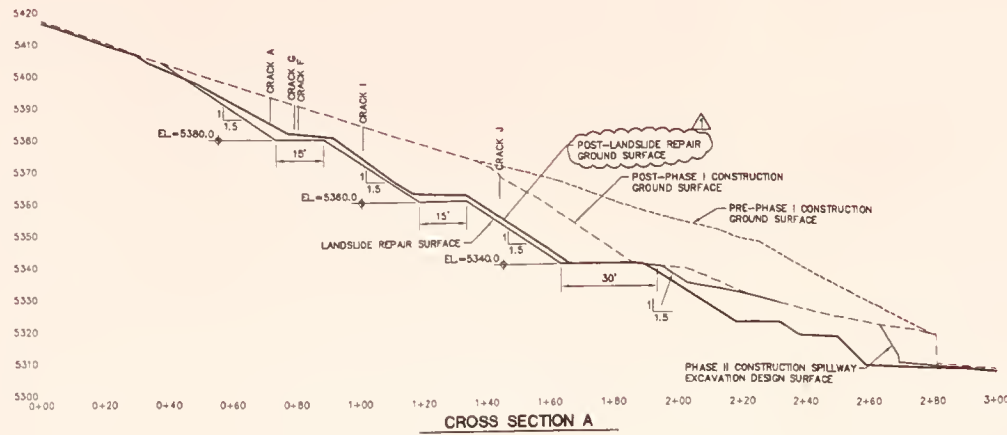 5420
5410
5400
5390
5380
5370
5360
5350
5340
5330
5320
5310
5300
CRACK A
CRACK G
CRACK F
CRACK I
CRACK J
1
1.5
EL.=5380.0
15'
1
1.5
EL.=5360.0
15'
LANDSLIDE REPAIR SURFACE
1
1.5
EL.=5340.0
30'
1
1.5
1
POST-LANDSLIDE REPAIR
GROUND SURFACE
POST-PHASE I CONSTRUCTION
GROUND SURFACE
PRE-PHASE I CONSTRUCTION
GROUND SURFACE
PHASE II CONSTRUCTION SPILLWAY
EXCAVATION DESIGN SURFACE
0+00 0+20 0+40 0+60 0+80 1+00 1+20 1+40 1+60 1+80 2+00 2+20 2+40 2+60 2+80 3+00
CROSS SECTION A